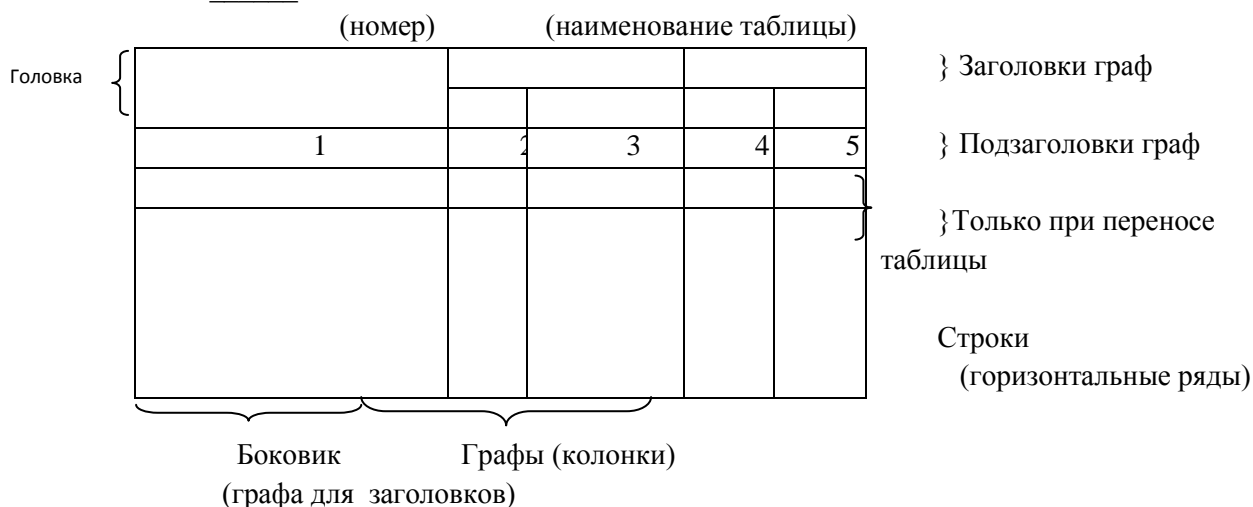 (номер) (наименование таблицы)
Головка
} Заголовки граф
1 2 3 4 5
} Подзаголовки граф
}Только при переносе
таблицы
Строки
(горизонтальные ряды)
Боковик Графы (колонки)
(графа для заголовков)